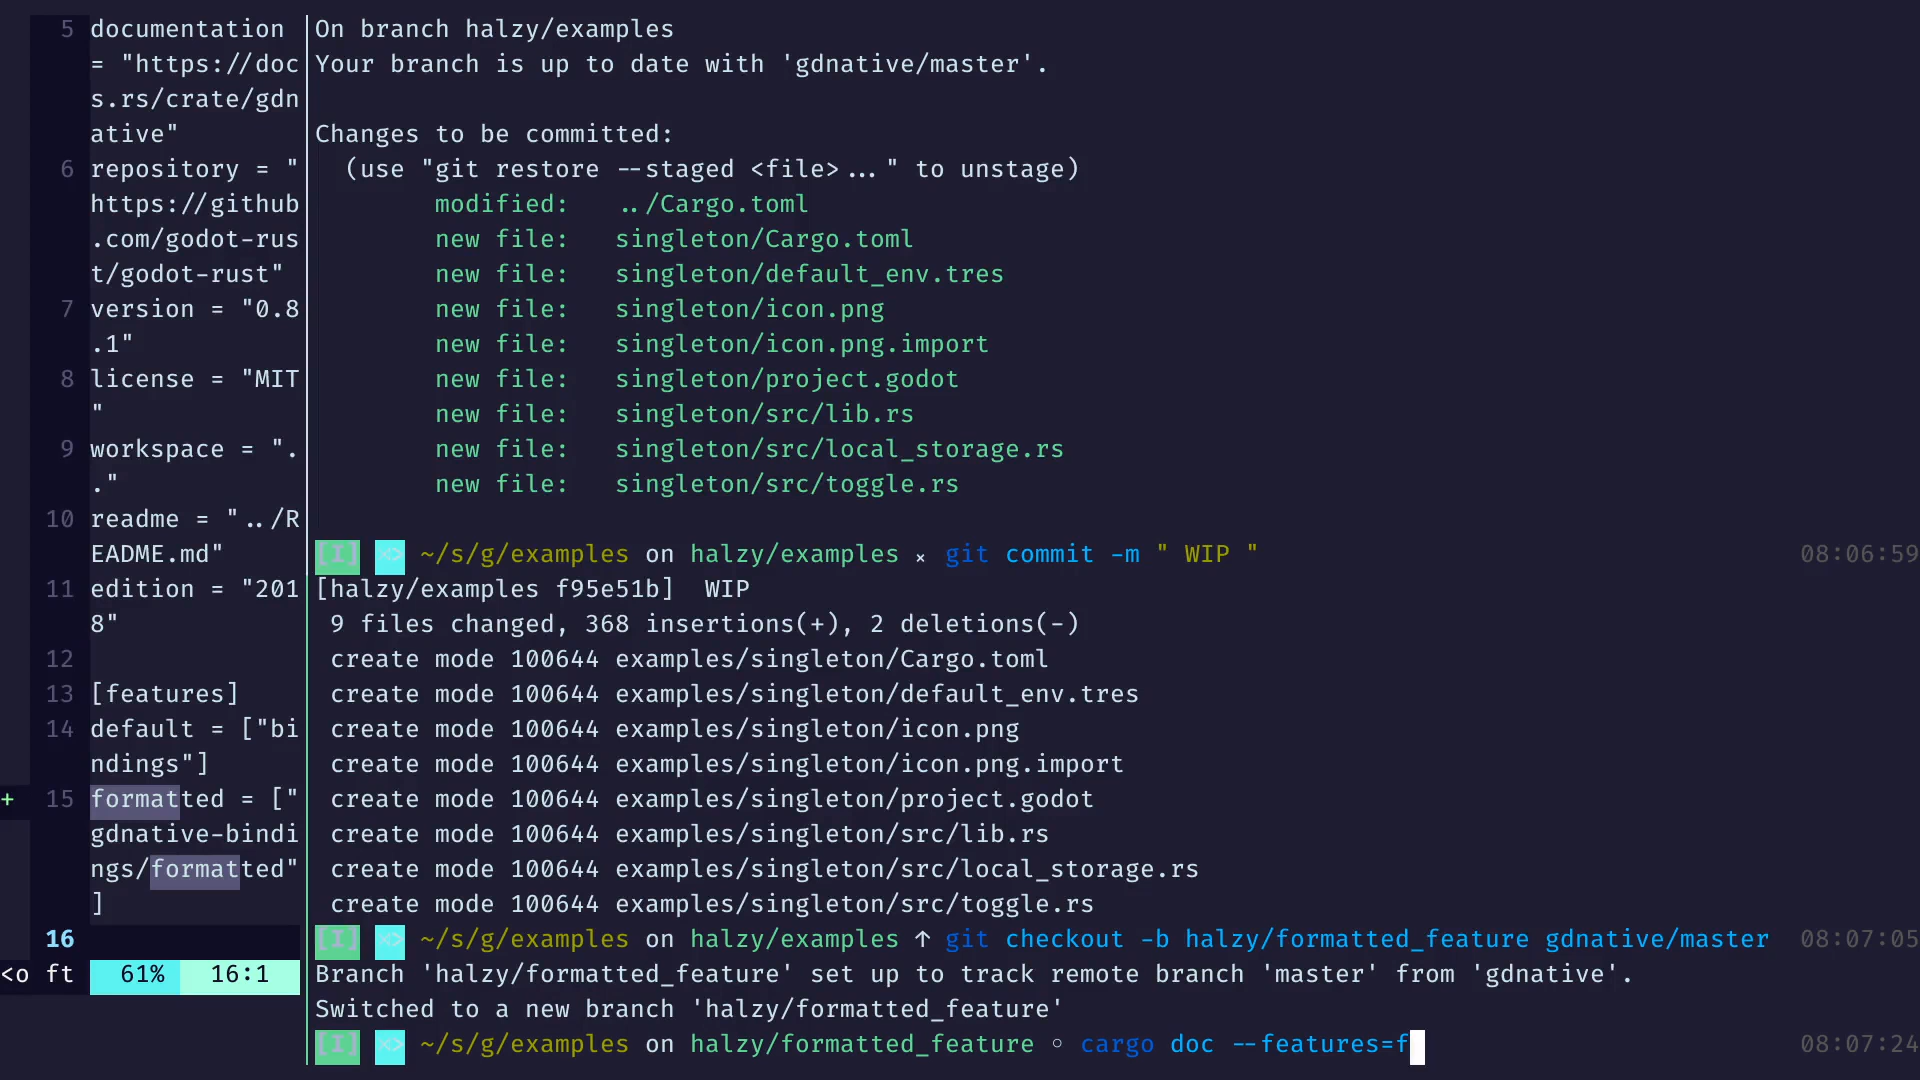 5 documentation
= "https://doc
s.rs/crate/gdn
ative"
6 repository = "
https://github
.com/godot-rus
t/godot-rust"
7 version = "0.8
.1"
8 license = "MIT
"
9 workspace = ".
."
10 readme = "../R
EADME.md"
11 edition = "201
8"
12
13 [features]
14 default = ["bi
ndings"]
+ 15 formatted = ["
gdnative-bindi
ngs/formatted"
]
16
<o ft 61% 16:1
On branch halzy/examples
Your branch is up to date with 'gdnative/master'.
Changes to be committed:
(use "git restore --staged <file>..." to unstage)
modified: ../Cargo.toml
new file: singleton/Cargo.toml
new file: singleton/default_env.tres
new file: singleton/icon.png
new file: singleton/icon.png.import
new file: singleton/project.godot
new file: singleton/src/lib.rs
new file: singleton/src/local_storage.rs
new file: singleton/src/toggle.rs
[I] ~/s/g/examples on halzy/examples × git commit -m " WIP " 08:06:59
[halzy/examples f95e51b] WIP
9 files changed, 368 insertions(+), 2 deletions(-)
create mode 100644 examples/singleton/Cargo.toml
create mode 100644 examples/singleton/default_env.tres
create mode 100644 examples/singleton/icon.png
create mode 100644 examples/singleton/icon.png.import
create mode 100644 examples/singleton/project.godot
create mode 100644 examples/singleton/src/lib.rs
create mode 100644 examples/singleton/src/local_storage.rs
create mode 100644 examples/singleton/src/toggle.rs
[I] ~/s/g/examples on halzy/examples ↑ git checkout -b halzy/formatted_feature gdnative/master 08:07:05
Branch 'halzy/formatted_feature' set up to track remote branch 'master' from 'gdnative'.
Switched to a new branch 'halzy/formatted_feature'
[I] ~/s/g/examples on halzy/formatted_feature ◦ cargo doc --features=f 08:07:24